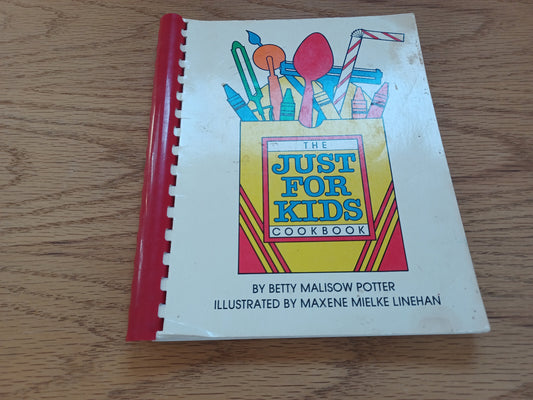 THE
JUST
FOR
KIDS
COOKBOOK
BY BETTY MALISOW POTTER
ILLUSTRATED BY MAXENE MIELKE LINEHAN